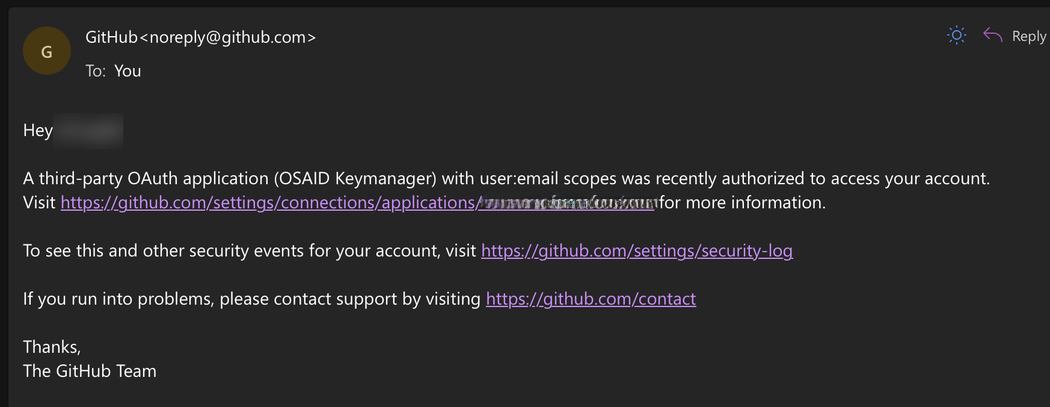 G
GitHub<noreply@github.com>
Reply
To: You
Hey
A third-party OAuth application (OSAID Keymanager) with user:email scopes was recently authorized to access your account.
Visit https://github.com/settings/connections/applications/ for more information.
To see this and other security events for your account, visit https://github.com/settings/security-log
If you run into problems, please contact support by visiting https://github.com/contact
Thanks,
The GitHub Team